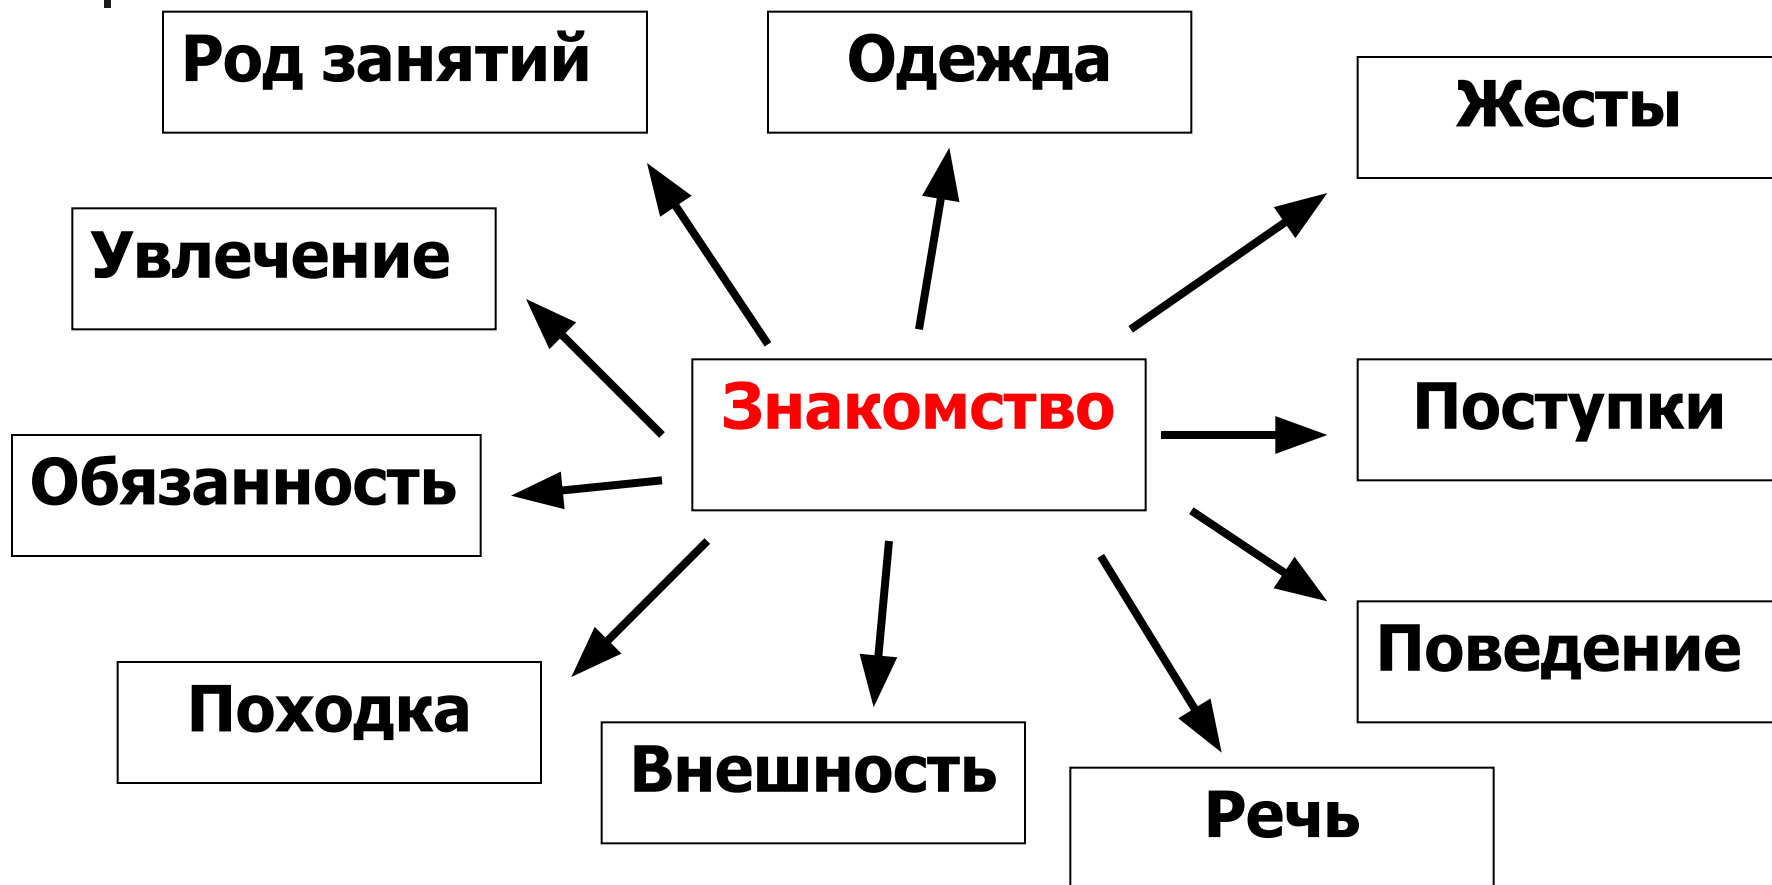 Род занятий
Одежда
Жесты
Увлечение
Знакомство
Поступки
Обязанность
Поведение
Походка
Внешность
Речь